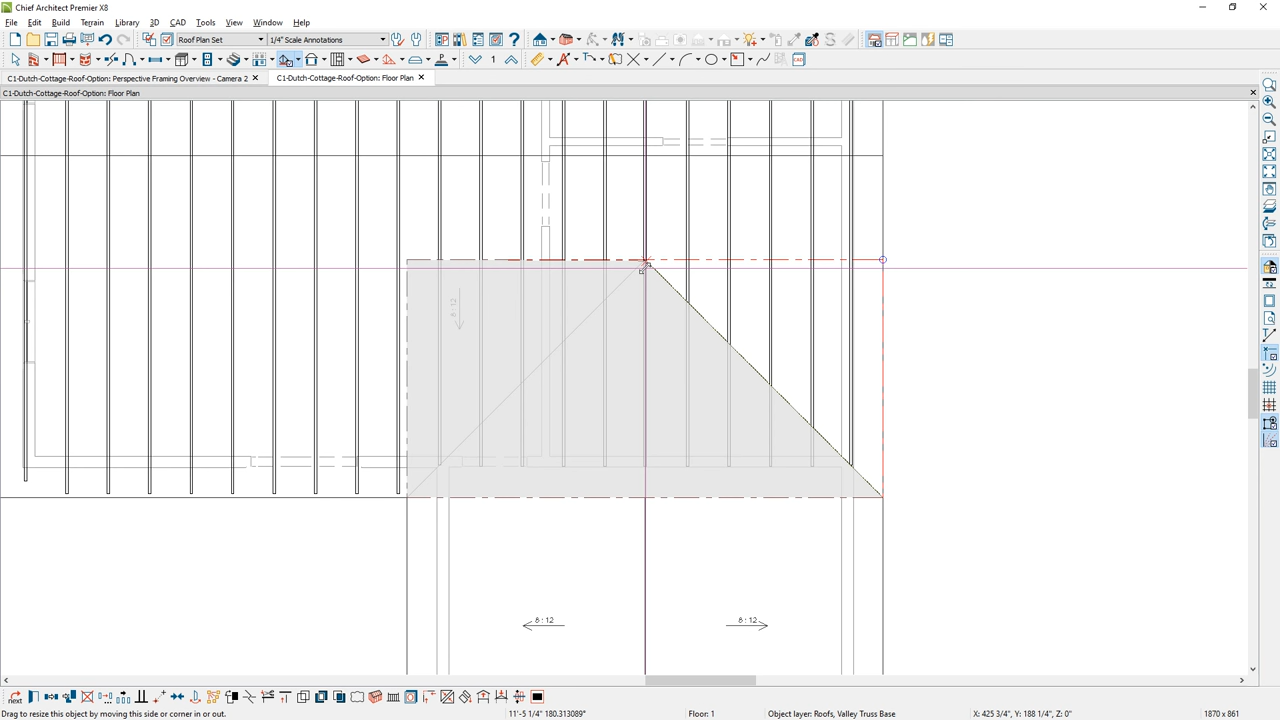 Chief Architect Premier X8
File Edit Build Terrain Library 3D CAD Tools View Window Help
Roof Plan Set 1/4" Scale Annotations
1
C1-Dutch-Cottage-Roof-Option: Perspective Framing Overview - Camera 2 C1-Dutch-Cottage-Roof-Option: Floor Plan
C1-Dutch-Cottage-Roof-Option: Floor Plan
8 : 12
8 : 12 8 : 12
next
Drag to resize this object by moving this side or corner in or out. 11'-5 1/4" 180.313089° Floor: 1 Object layer: Roofs, Valley Truss Base X: 425 3/4", Y: 188 1/4", Z: 0" 1870 x 861